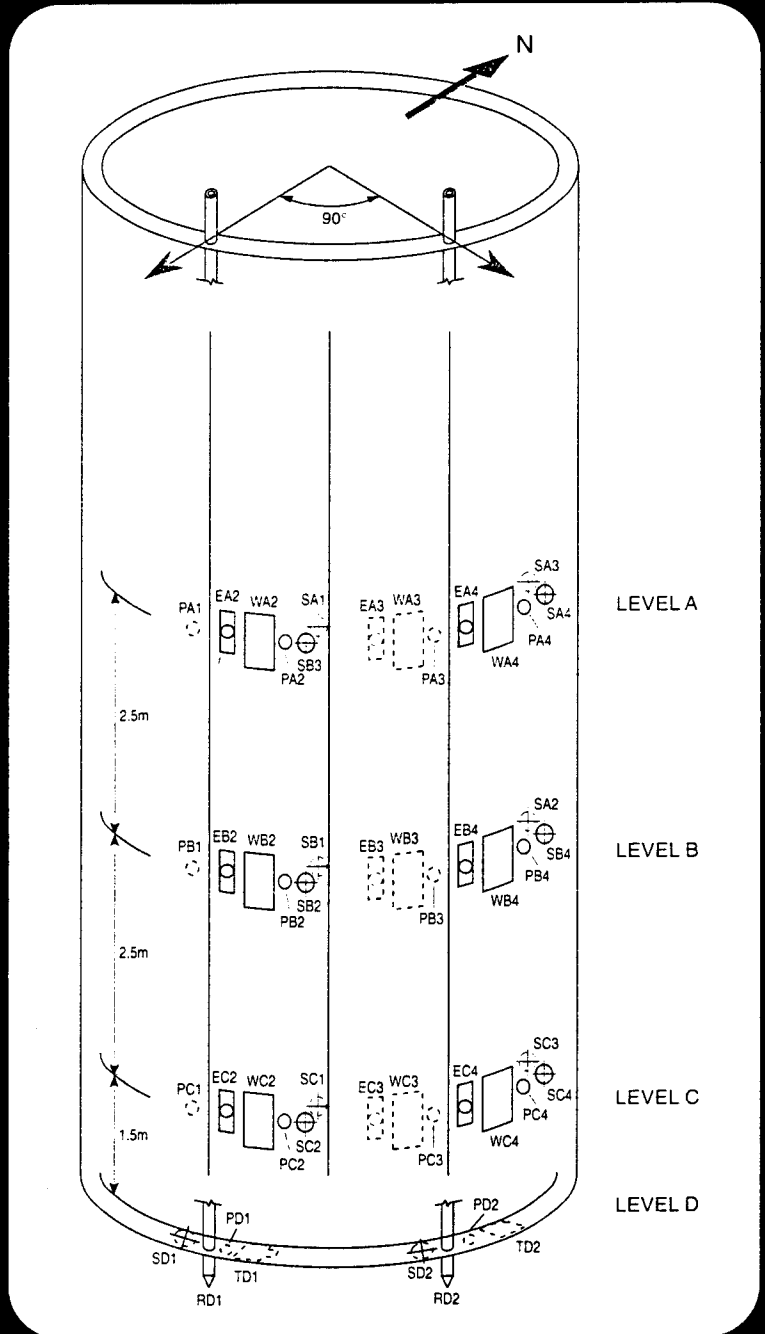 N
90°
EA2 WA2 SA1 EA3 WA3 EA4 SA3
PA1 SA4 LEVEL A
SB3 PA4
PA2 PA3 WA4
2.5m
EB2 WB2 SB1 EB3 WB3 EB4 SA2
PB1 SB4 LEVEL B
SB2 PB4
PB2 PB3 WB4
2.5m
EC2 WC2 SC1 EC3 WC3 EC4 SC3
PC1 SC4 LEVEL C
1.5m SC2 PC4
PC2 PC3 WC4
LEVEL D
PD1 PD2
SD1 TD1 SD2 TD2
RD1 RD2